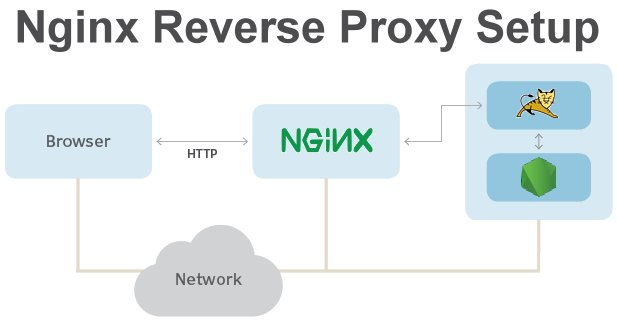 Nginx Reverse Proxy Setup
Browser
HTTP
NGINX
Network